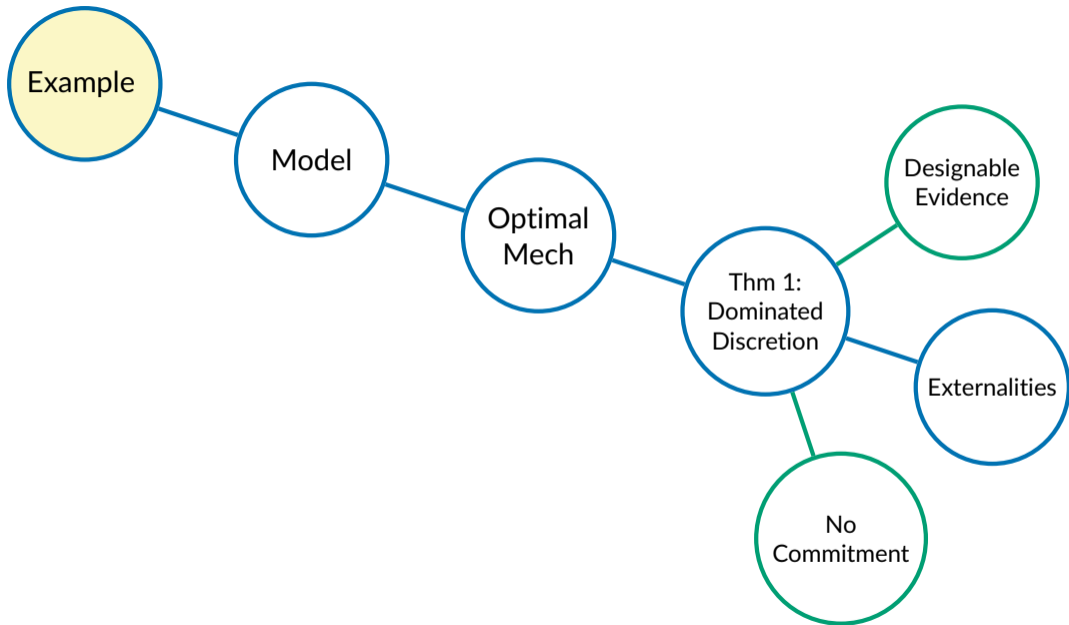 Example
Model
Optimal
Mech
Thm 1:
Dominated
Discretion
Designable
Evidence
Externalities
No
Commitment